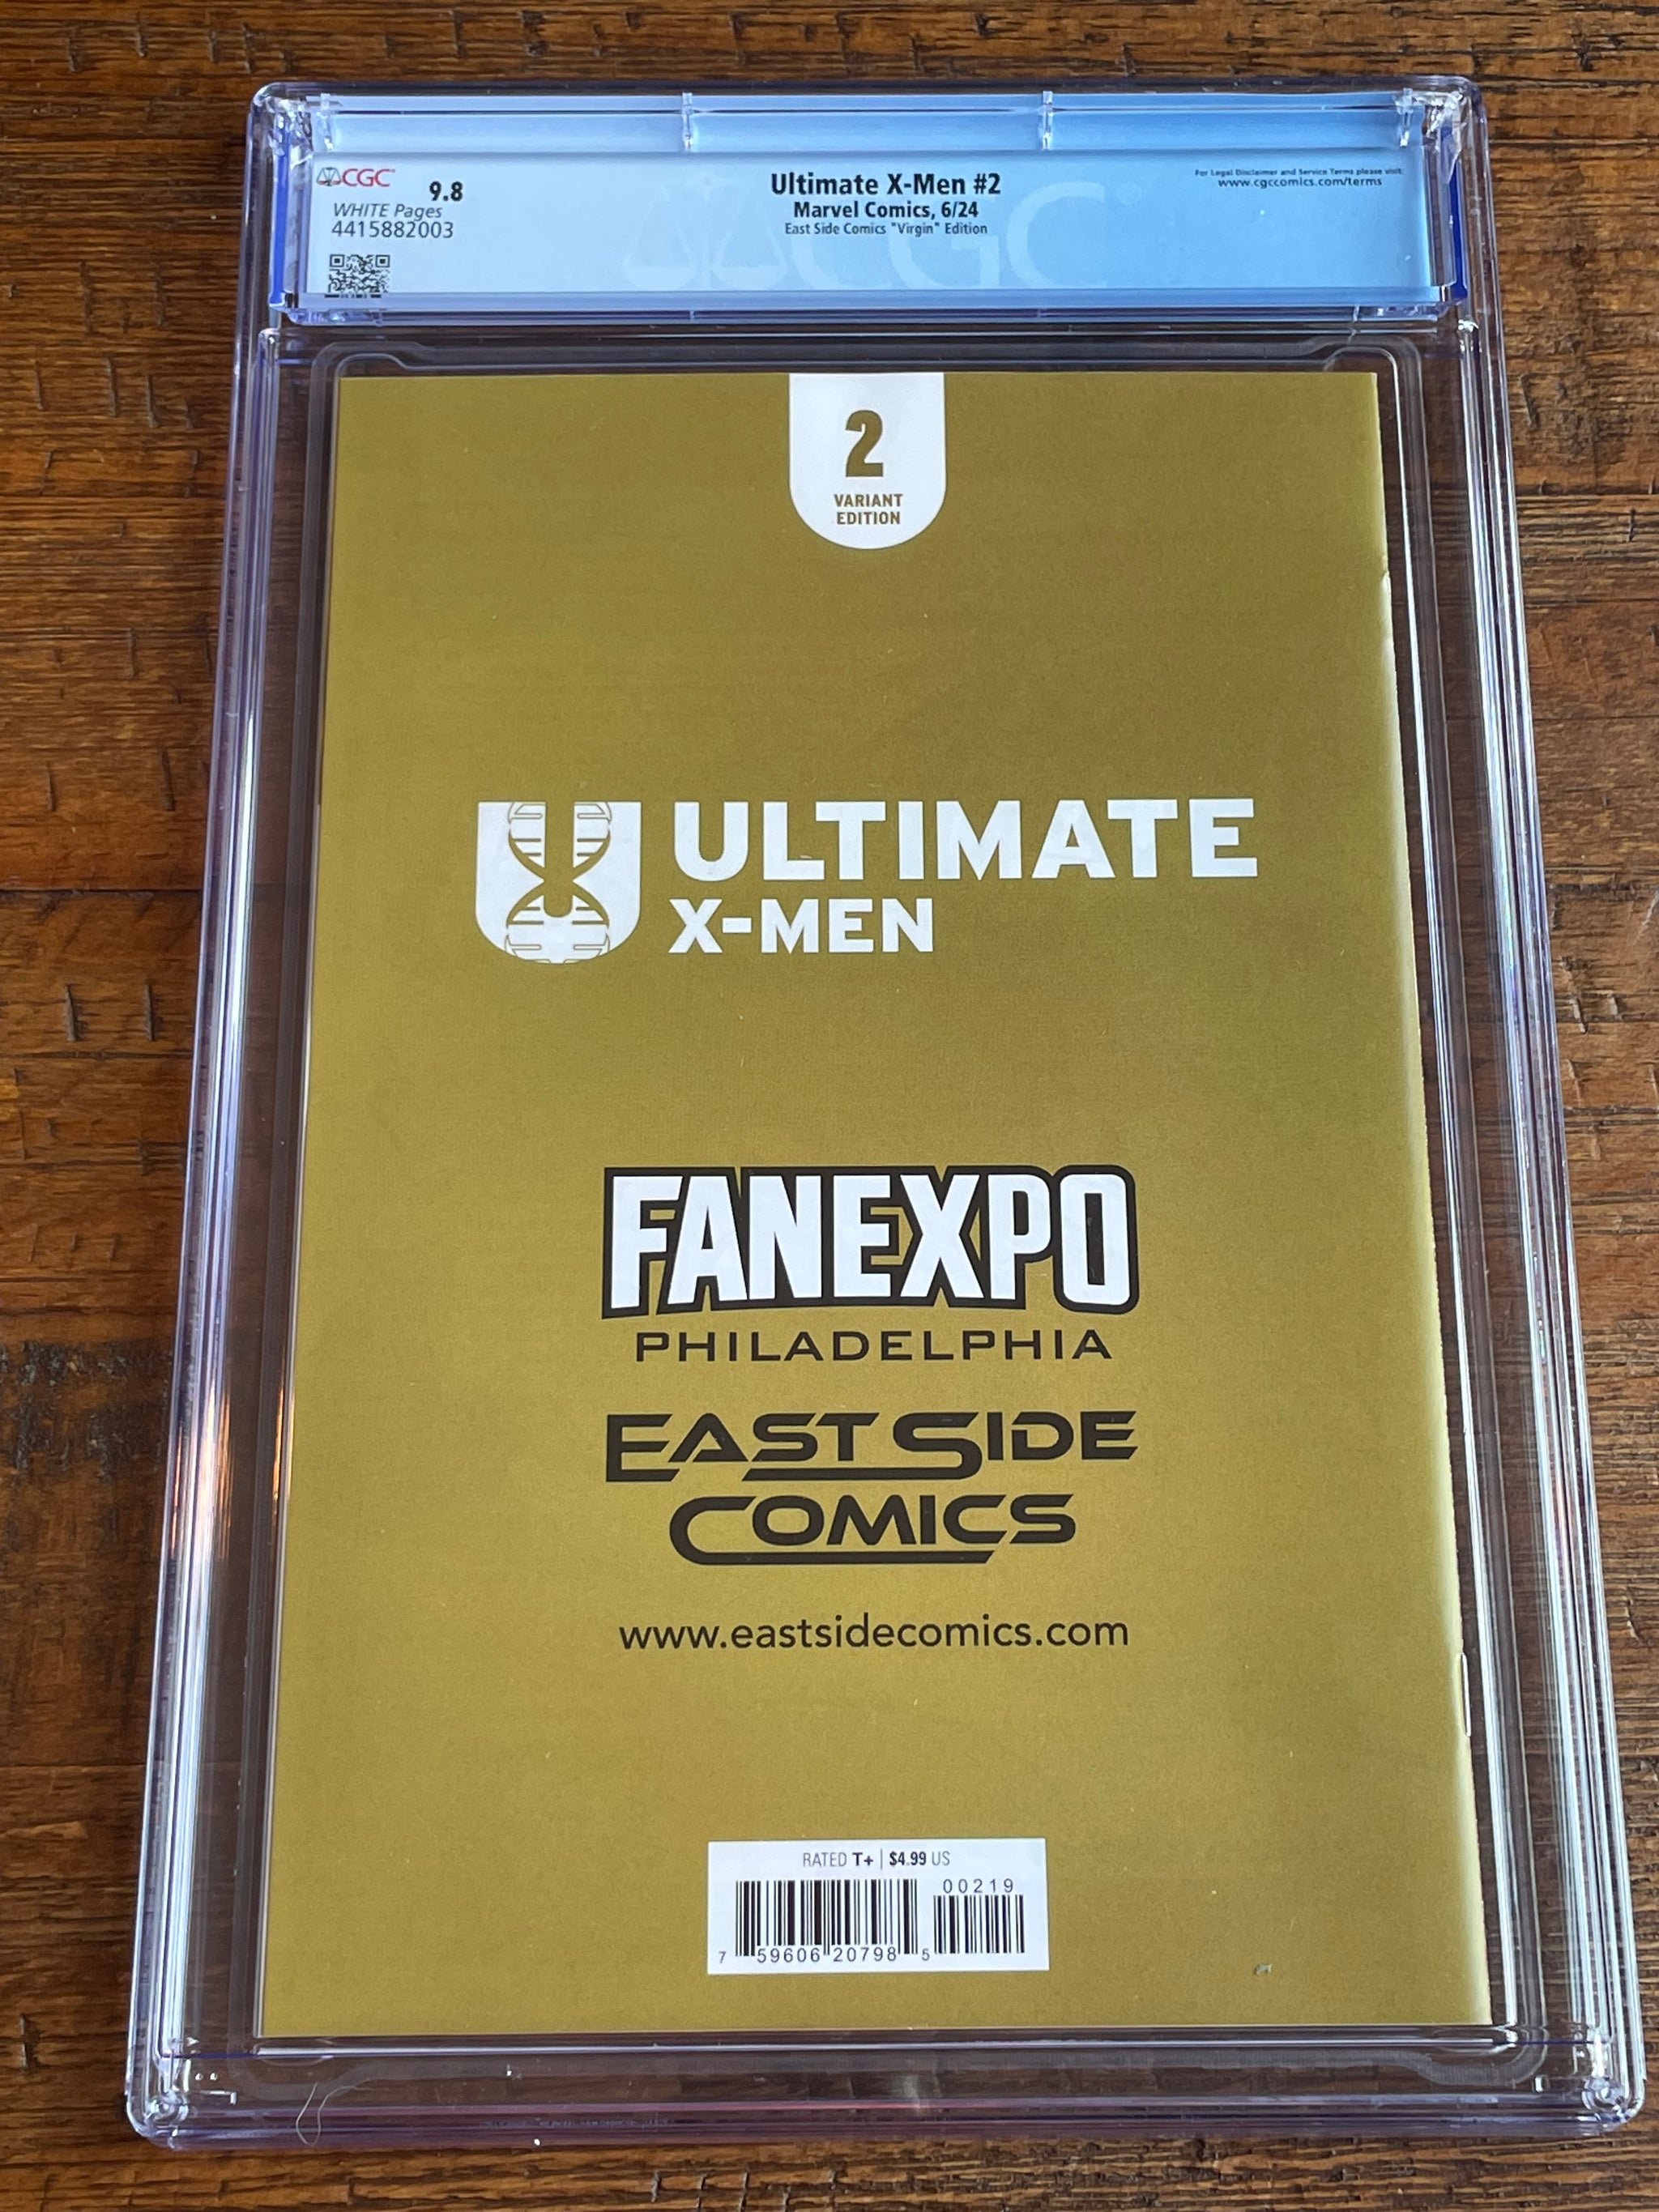 CGC
9.8
WHITE Pages
4415882003
Ultimate X-Men #2
Marvel Comics, 6/24
East Side Comics "Virgin" Edition
For Legal Disclaimer and Service Terms please visit:
www.cgccomics.com/terms
CGC
2
VARIANT
EDITION
U
ULTIMATE
X-MEN
FANEXPO
PHILADELPHIA
EAST SIDE
COMICS
www.eastsidecomics.com
RATED T+ | $4.99 US
00219
7 59606 20798 5